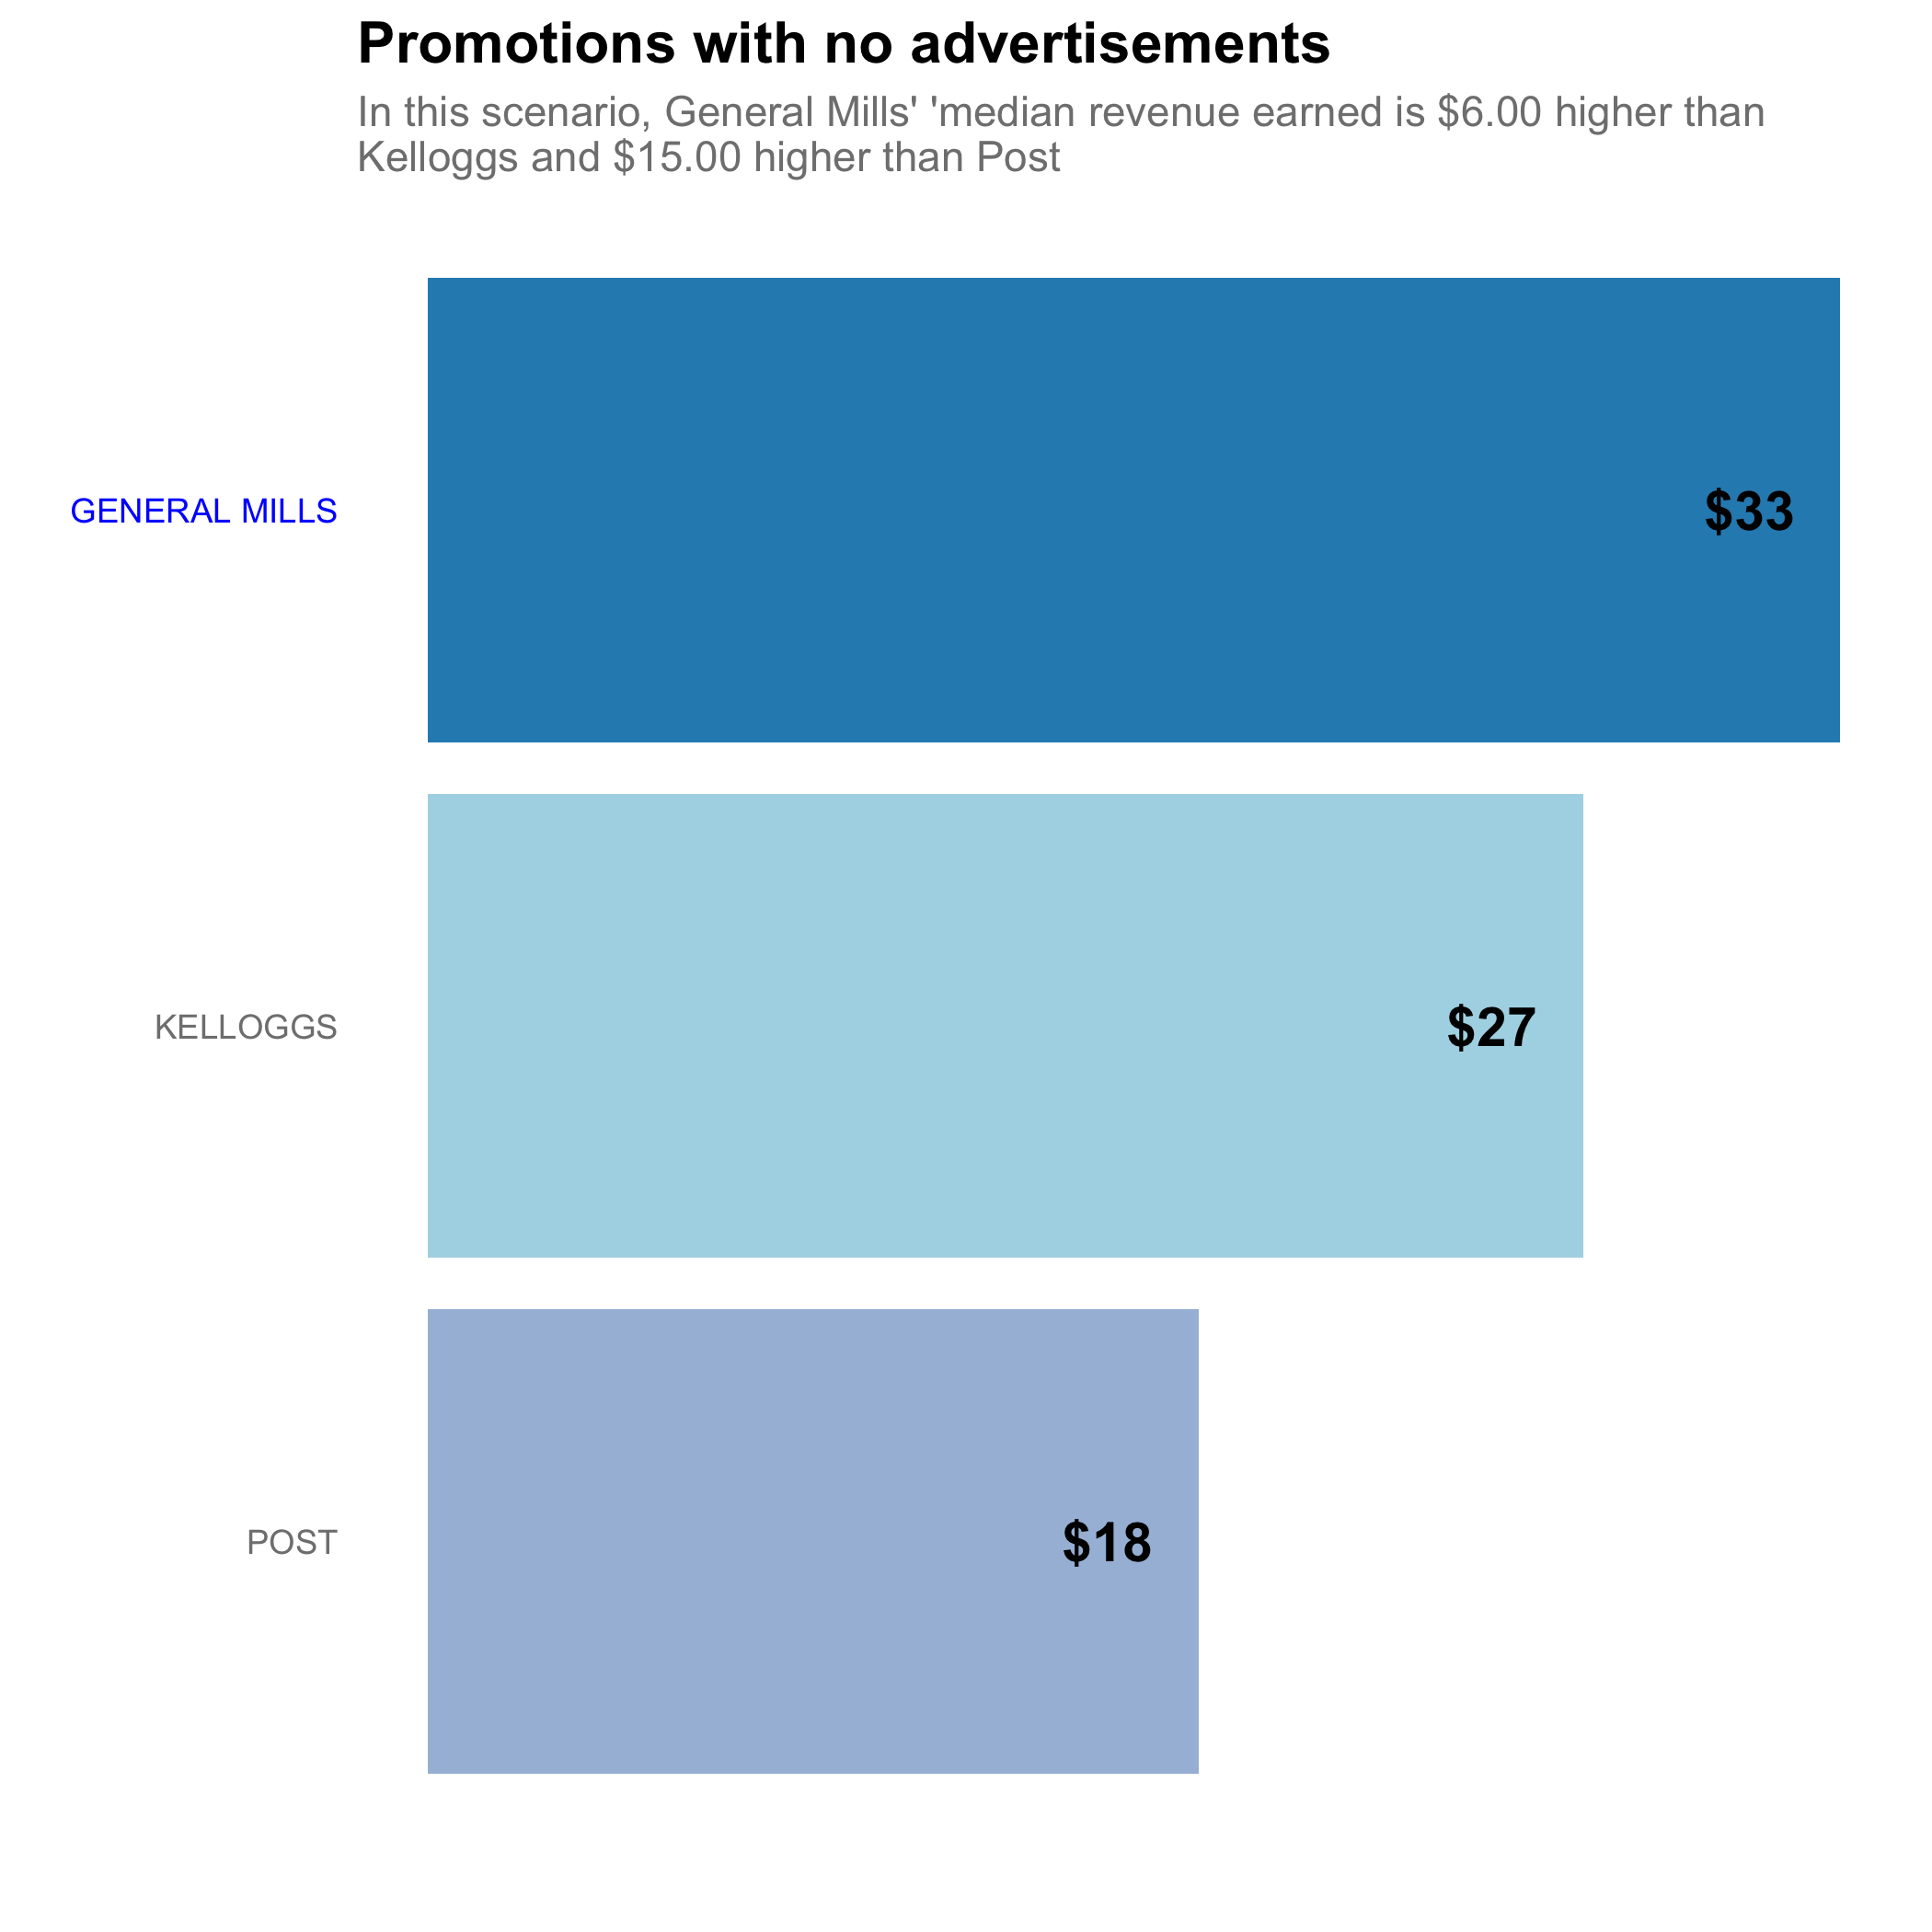 Promotions with no advertisements
In this scenario, General Mills' 'median revenue earned is $6.00 higher than
Kelloggs and $15.00 higher than Post
GENERAL MILLS
$33
KELLOGGS
$27
POST
$18